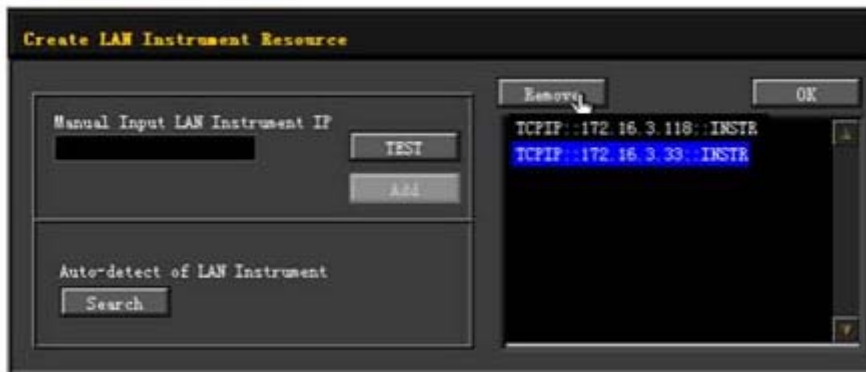 Create LAN Instrument Resource
Manual Input LAN Instrument IP
TEST
Add
Auto-detect of LAN Instrument
Search
Remove
OK
TCPIP::172.16.3.118::INSTR
TCPIP::172.16.3.33::INSTR